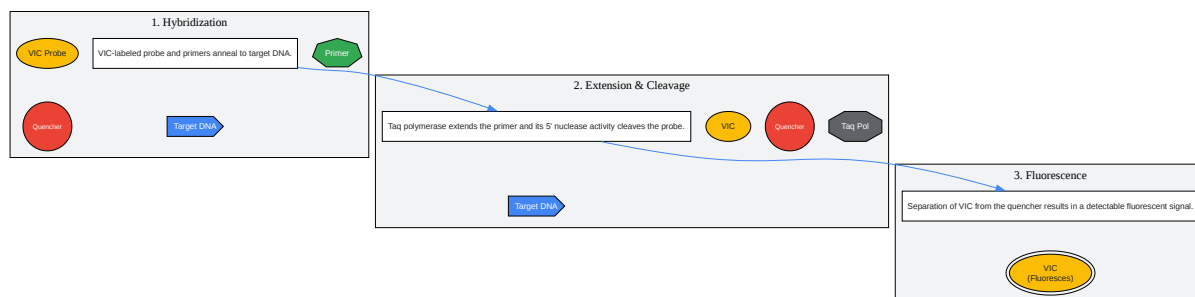 1. Hybridization
VIC Probe
VIC-labeled probe and primers anneal to target DNA.
Primer
Quencher
Target DNA
2. Extension & Cleavage
Taq polymerase extends the primer and its 5' nuclease activity cleaves the probe.
VIC
Quencher
Taq Pol
Target DNA
3. Fluorescence
Separation of VIC from the quencher results in a detectable fluorescent signal.
VIC
(Fluoresces)